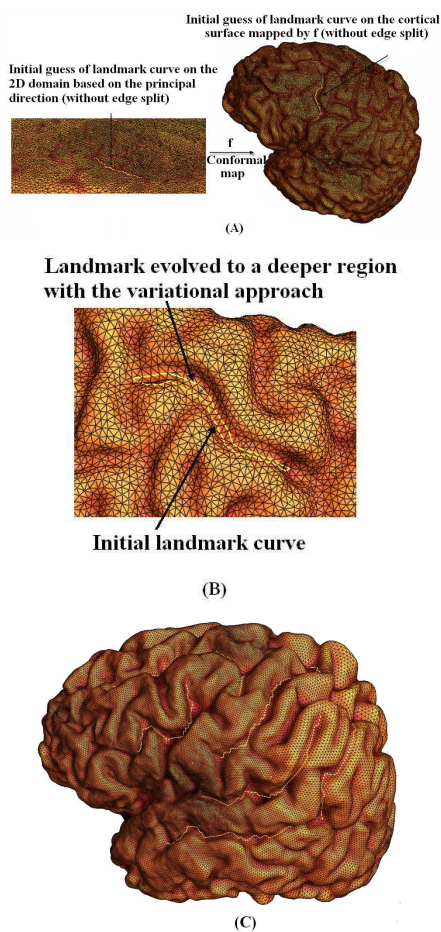 Initial guess of landmark curve on the cortical
surface mapped by f (without edge split)
Initial guess of landmark curve on the
2D domain based on the principal
direction (without edge split)
f
Conformal
map
(A)
Landmark evolved to a deeper region
with the variational approach
Initial landmark curve
(B)
(C)